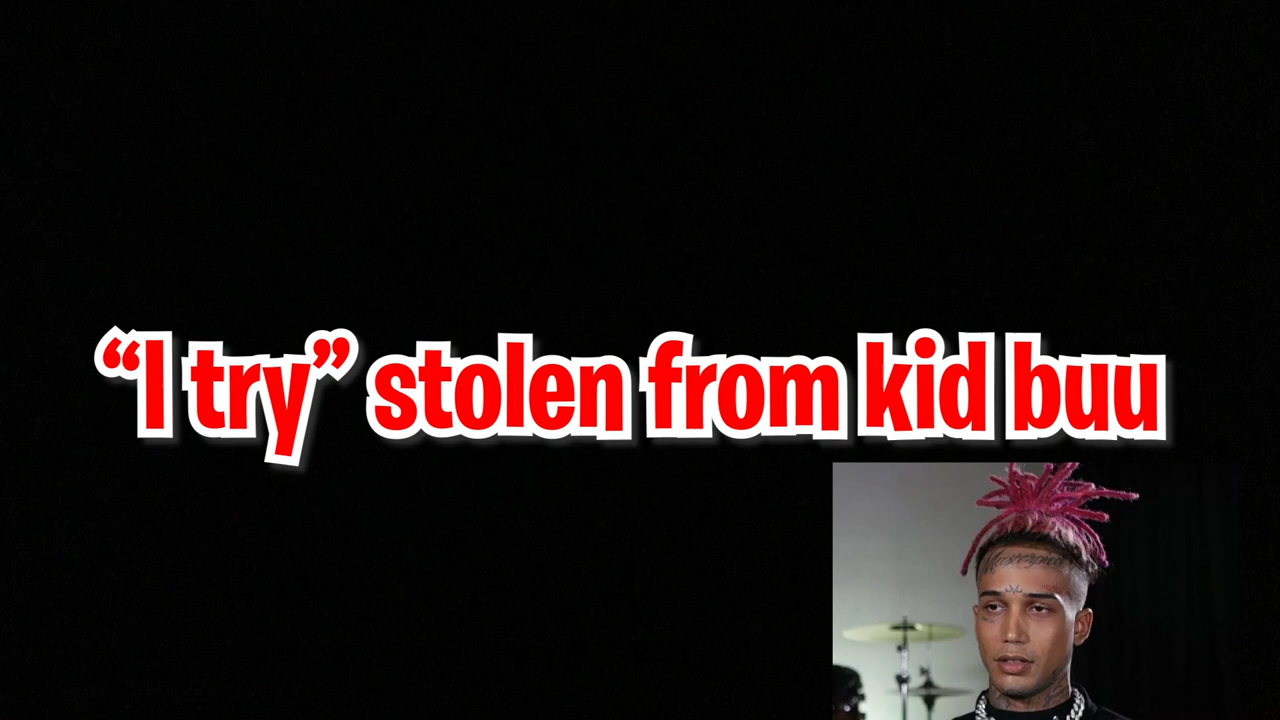 “I try” stolen from kid buu